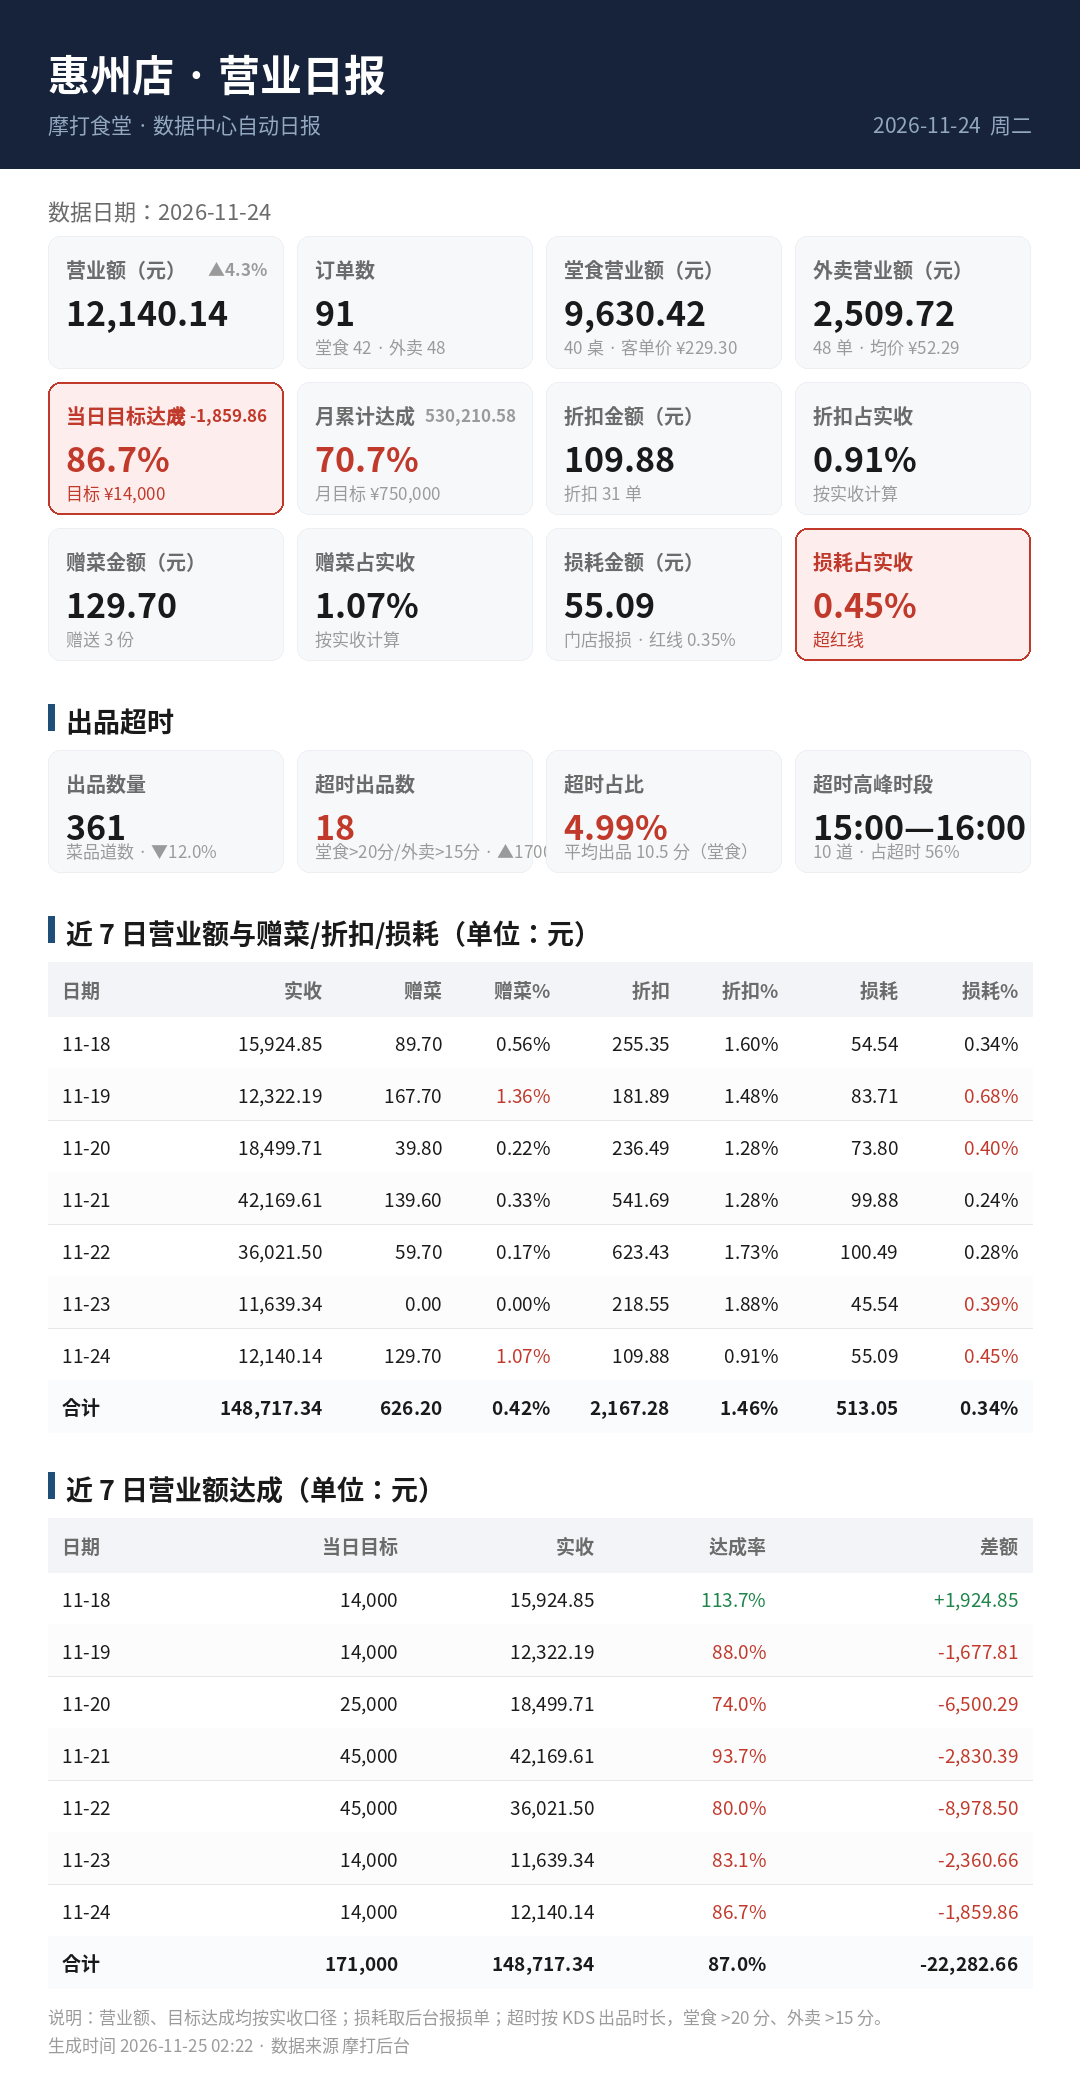 惠州店 · 营业日报
摩打食堂 · 数据中心自动日报
2026-11-24 周二
数据日期：2026-11-24
营业额（元） ▲4.3%
12,140.14
订单数
91
堂食 42 · 外卖 48
堂食营业额（元）
9,630.42
40 桌 · 客单价 ¥229.30
外卖营业额（元）
2,509.72
48 单 · 均价 ¥52.29
当日目标达成 -1,859.86
86.7%
目标 ¥14,000
月累计达成 530,210.58
70.7%
月目标 ¥750,000
折扣金额（元）
109.88
折扣 31 单
折扣占实收
0.91%
按实收计算
赠菜金额（元）
129.70
赠送 3 份
赠菜占实收
1.07%
按实收计算
损耗金额（元）
55.09
门店报损 · 红线 0.35%
损耗占实收
0.45%
超红线
出品超时
出品数量
361
菜品道数 · ▼12.0%
超时出品数
18
堂食>20分/外卖>15分 · ▲1700
超时占比
4.99%
平均出品 10.5 分（堂食）
超时高峰时段
15:00—16:00
10 道 · 占超时 56%
近 7 日营业额与赠菜/折扣/损耗（单位：元）
日期 实收 赠菜 赠菜% 折扣 折扣% 损耗 损耗%
11-18 15,924.85 89.70 0.56% 255.35 1.60% 54.54 0.34%
11-19 12,322.19 167.70 1.36% 181.89 1.48% 83.71 0.68%
11-20 18,499.71 39.80 0.22% 236.49 1.28% 73.80 0.40%
11-21 42,169.61 139.60 0.33% 541.69 1.28% 99.88 0.24%
11-22 36,021.50 59.70 0.17% 623.43 1.73% 100.49 0.28%
11-23 11,639.34 0.00 0.00% 218.55 1.88% 45.54 0.39%
11-24 12,140.14 129.70 1.07% 109.88 0.91% 55.09 0.45%
合计 148,717.34 626.20 0.42% 2,167.28 1.46% 513.05 0.34%
近 7 日营业额达成（单位：元）
日期 当日目标 实收 达成率 差额
11-18 14,000 15,924.85 113.7% +1,924.85
11-19 14,000 12,322.19 88.0% -1,677.81
11-20 25,000 18,499.71 74.0% -6,500.29
11-21 45,000 42,169.61 93.7% -2,830.39
11-22 45,000 36,021.50 80.0% -8,978.50
11-23 14,000 11,639.34 83.1% -2,360.66
11-24 14,000 12,140.14 86.7% -1,859.86
合计 171,000 148,717.34 87.0% -22,282.66
说明：营业额、目标达成均按实收口径；损耗取后台报损单；超时按 KDS 出品时长，堂食 >20 分、外卖 >15 分。
生成时间 2026-11-25 02:22 · 数据来源 摩打后台